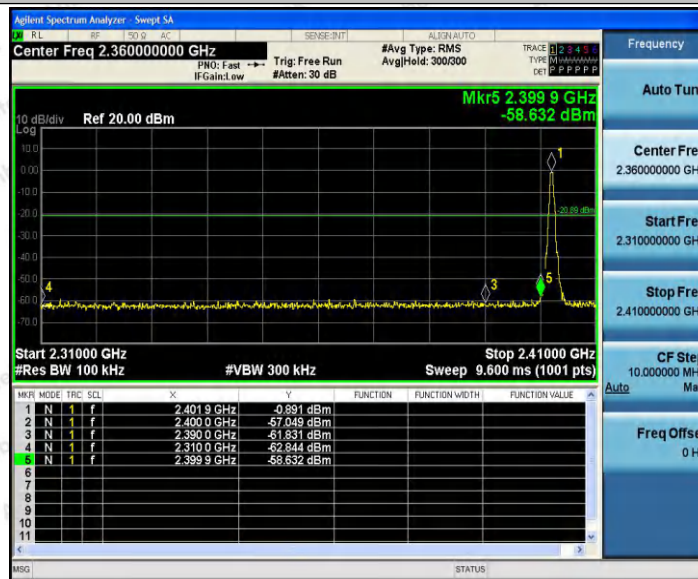 Agilent Spectrum Analyzer - Swept SA
RL RF 50 Ω AC SENSE:INT ALIGN AUTO
Center Freq 2.360000000 GHz
PNO: Fast
IFGain:Low
Trig: Free Run
#Atten: 30 dB
#Avg Type: RMS
Avg|Hold: 300/300
TRACE 1 2 3 4 5 6
TYPE M
DET P P P P P P
Mkr5 2.399 9 GHz
-58.632 dBm
10 dB/div Ref 20.00 dBm
Log
10.0
0.00
-10.0
-20.0
-30.0
-40.0
-50.0
-60.0
-70.0
1
-20.89 dBm
4
3
5
Start 2.31000 GHz Stop 2.41000 GHz
#Res BW 100 kHz #VBW 300 kHz Sweep 9.600 ms (1001 pts)
MKR MODE TRC SCL X Y FUNCTION FUNCTION WIDTH FUNCTION VALUE
1 N 1 f 2.401 9 GHz -0.891 dBm
2 N 1 f 2.400 0 GHz -57.049 dBm
3 N 1 f 2.390 0 GHz -61.831 dBm
4 N 1 f 2.310 0 GHz -62.844 dBm
5 N 1 f 2.399 9 GHz -58.632 dBm
6
7
8
9
10
11
MSG STATUS
Frequency
Auto Tun
Center Fre
2.360000000 GH
Start Fre
2.310000000 GH
Stop Fre
2.410000000 GH
CF Ste
10.000000 MH
Auto Ma
Freq Offse
0 H